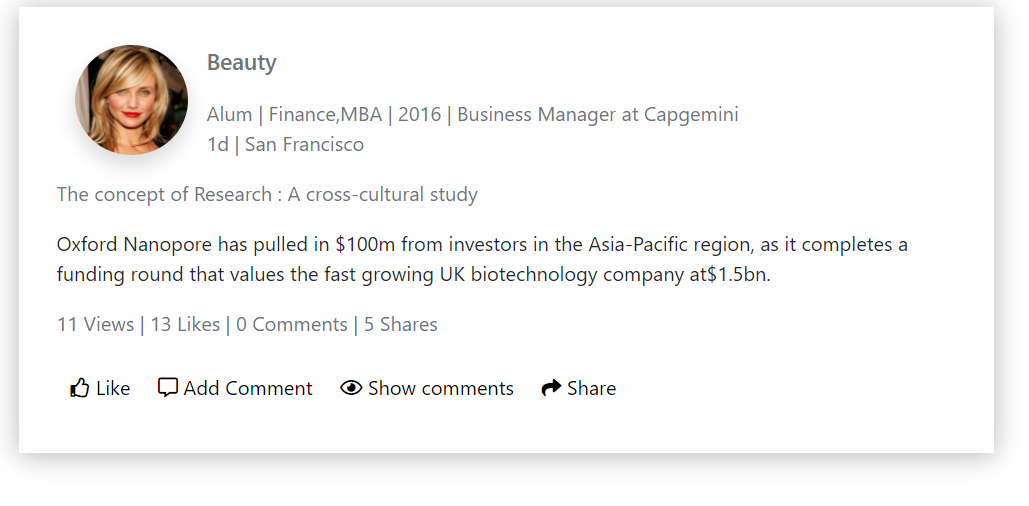 Beauty
Alum | Finance,MBA | 2016 | Business Manager at Capgemini
1d | San Francisco
The concept of Research : A cross-cultural study
Oxford Nanopore has pulled in $100m from investors in the Asia-Pacific region, as it completes a
funding round that values the fast growing UK biotechnology company at$1.5bn.
11 Views | 13 Likes | 0 Comments | 5 Shares
Like Add Comment Show comments Share